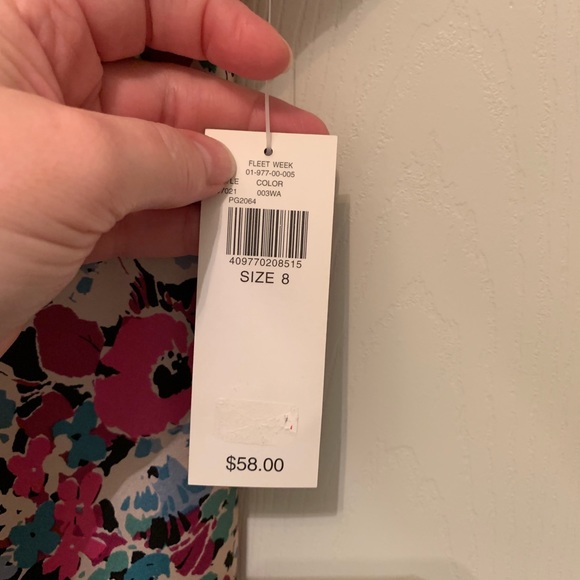 FLEET WEEK
01-977-00-005
COLOR
003WA
PG2064
409770208515
SIZE 8
$58.00